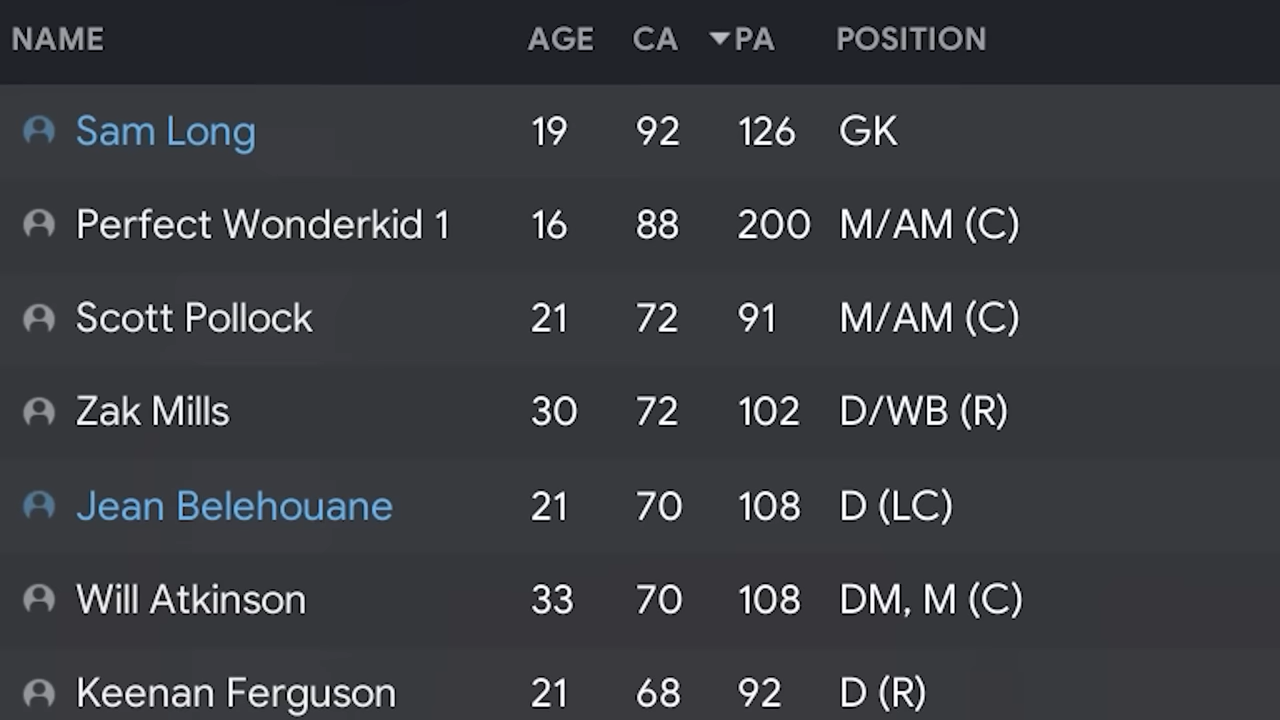 NAME AGE CA PA POSITION
Sam Long 19 92 126 GK
Perfect Wonderkid 1 16 88 200 M/AM (C)
Scott Pollock 21 72 91 M/AM (C)
Zak Mills 30 72 102 D/WB (R)
Jean Belehouane 21 70 108 D (LC)
Will Atkinson 33 70 108 DM, M (C)
Keenan Ferguson 21 68 92 D (R)